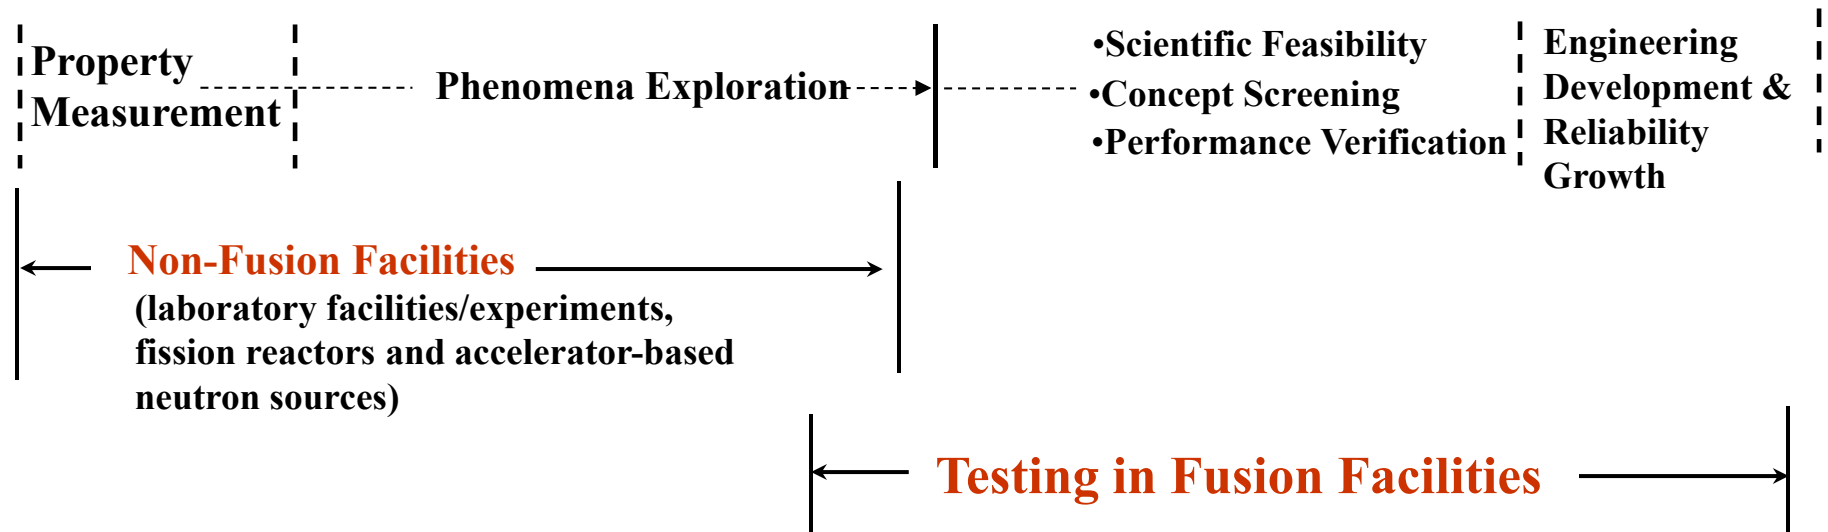 Property
Measurement
Phenomena Exploration
•Scientific Feasibility
•Concept Screening
•Performance Verification
Engineering
Development &
Reliability
Growth
Non-Fusion Facilities
(laboratory facilities/experiments,
fission reactors and accelerator-based
neutron sources)
Testing in Fusion Facilities